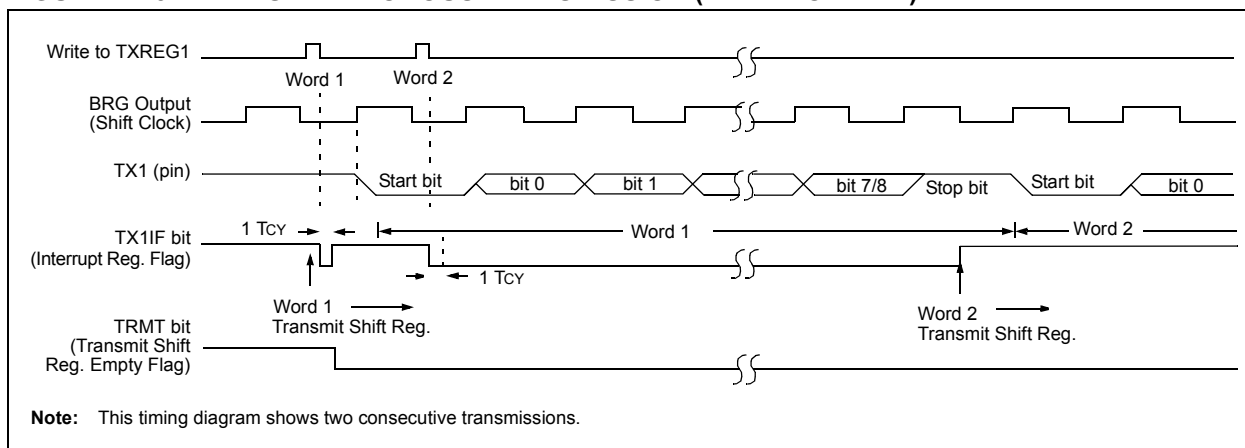 Write to TXREG1
Word 1 Word 2
BRG Output
(Shift Clock)
TX1 (pin)
Start bit bit 0 bit 1 bit 7/8 Stop bit Start bit bit 0
1 TCY
TX1IF bit
(Interrupt Reg. Flag)
Word 1 Word 2
1 TCY
Word 1
Transmit Shift Reg.
Word 2
Transmit Shift Reg.
TRMT bit
(Transmit Shift
Reg. Empty Flag)
Note: This timing diagram shows two consecutive transmissions.